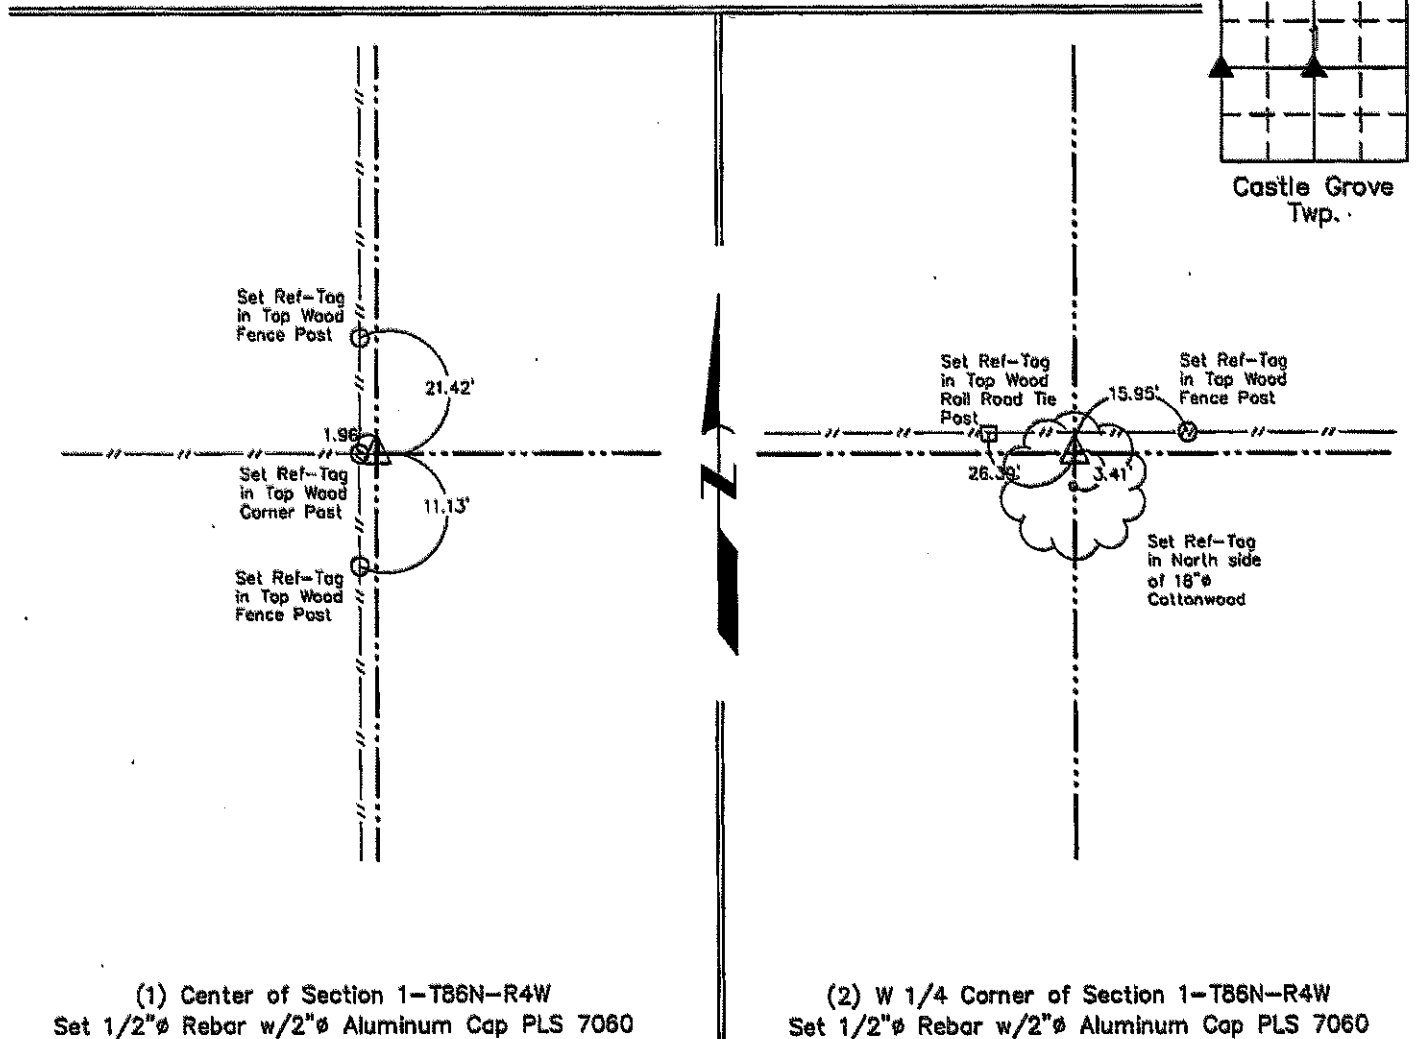 Castle Grove
Twp.
Set Ref-Tag
in Top Wood
Fence Post
21.42'
1.96'
Set Ref-Tag
in Top Wood
Corner Post
11.13'
Set Ref-Tag
in Top Wood
Fence Post
(1) Center of Section 1-T86N-R4W
Set 1/2"ø Rebar w/2"ø Aluminum Cap PLS 7060
N
Set Ref-Tag
in Top Wood
Rail Road Tie
Post
15.95'
Set Ref-Tag
in Top Wood
Fence Post
26.39'
3.41'
Set Ref-Tag
in North side
of 18"ø
Cottonwood
(2) W 1/4 Corner of Section 1-T86N-R4W
Set 1/2"ø Rebar w/2"ø Aluminum Cap PLS 7060